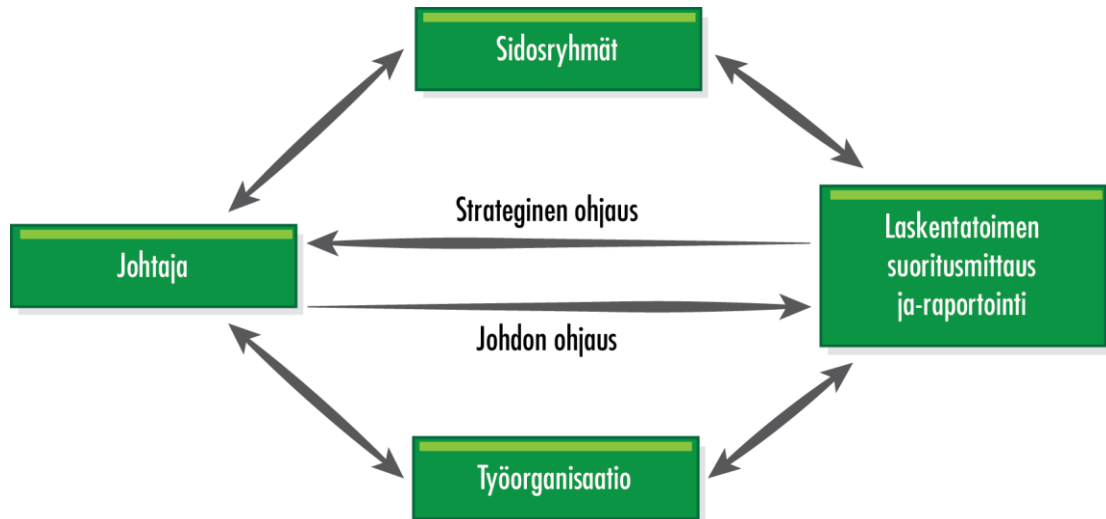 Sidosryhmät
Strateginen ohjaus
Johtaja
Laskentatoimen
suoritusmittaus
ja-raportointi
Johdon ohjaus
Työorganisaatio